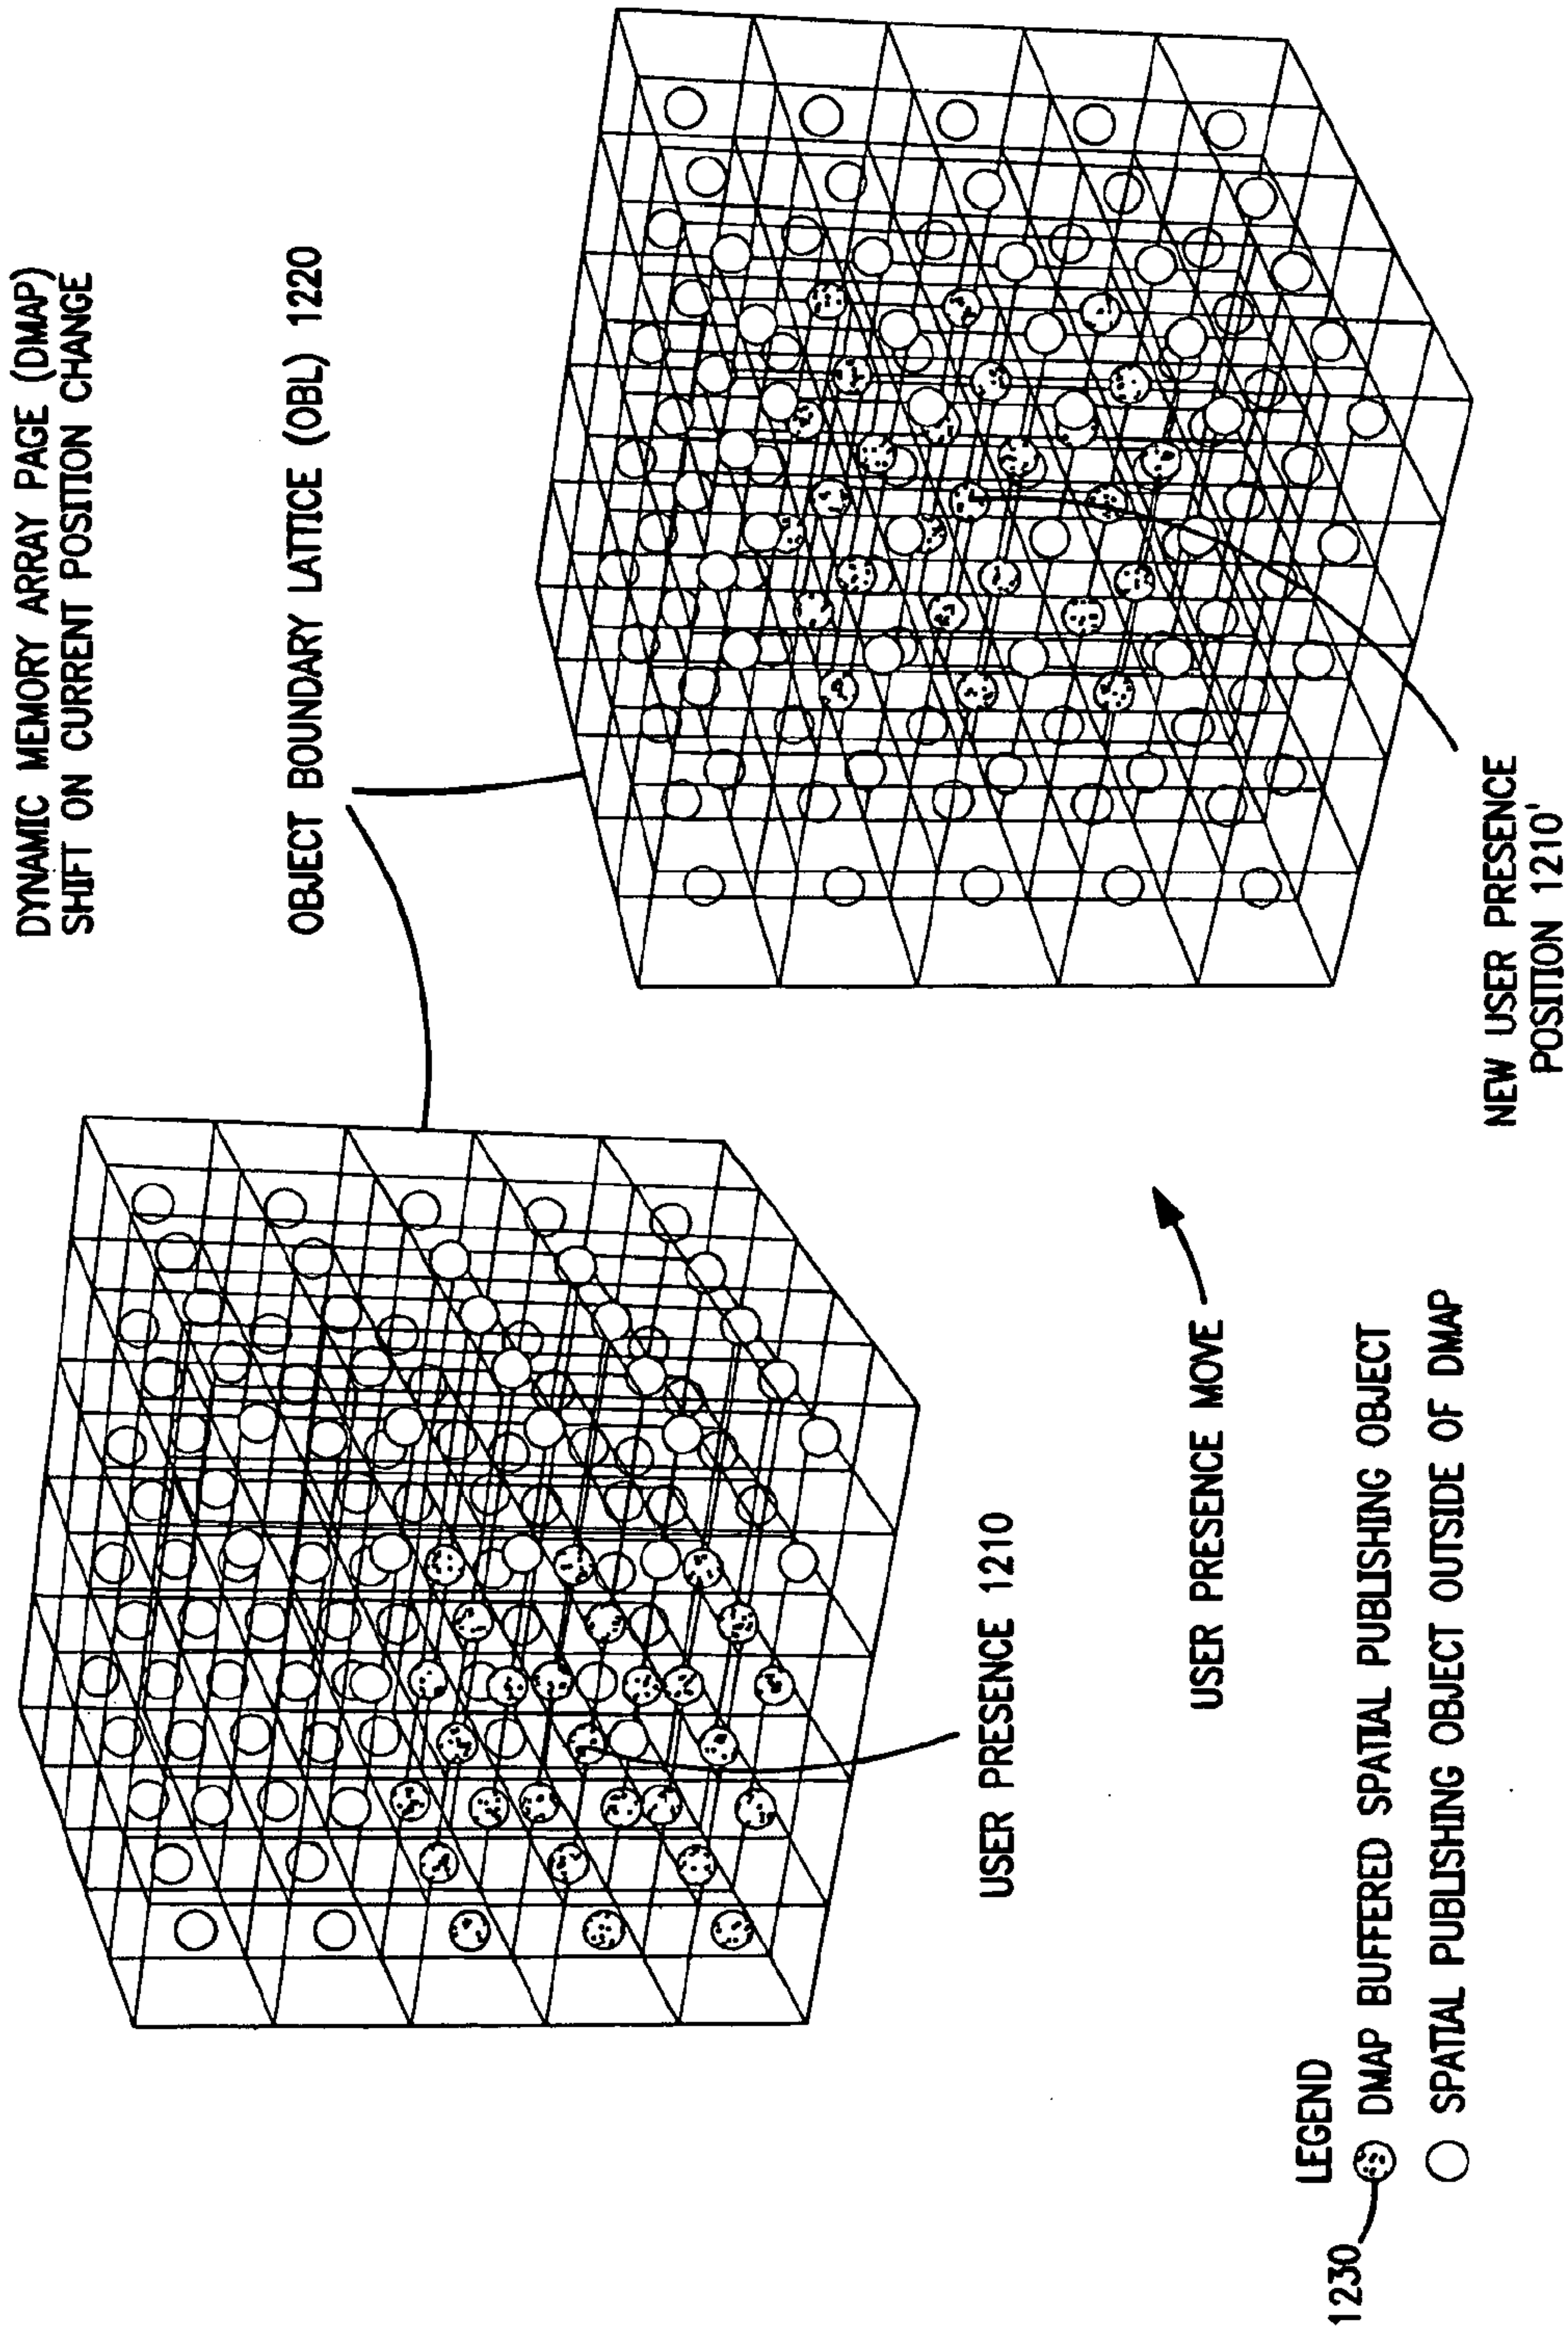 DYNAMIC MEMORY ARRAY PAGE (DMAP)
SHIFT ON CURRENT POSITION CHANGE
OBJECT BOUNDARY LATTICE (OBL) 1220
USER PRESENCE 1210
USER PRESENCE MOVE
NEW USER PRESENCE
POSITION 1210'
LEGEND
1230
DMAP BUFFERED SPATIAL PUBLISHING OBJECT
SPATIAL PUBLISHING OBJECT OUTSIDE OF DMAP